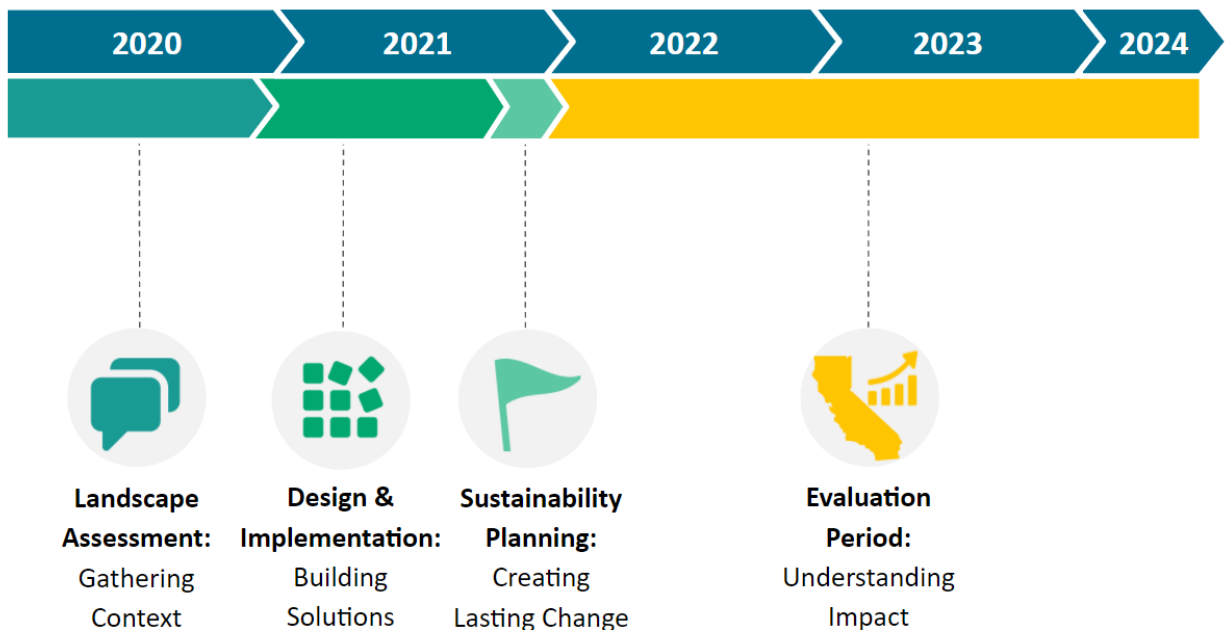 2020
2021
2022
2023
2024
Landscape
Assessment:
Gathering
Context
Design &
Implementation:
Building
Solutions
Sustainability
Planning:
Creating
Lasting Change
Evaluation
Period:
Understanding
Impact